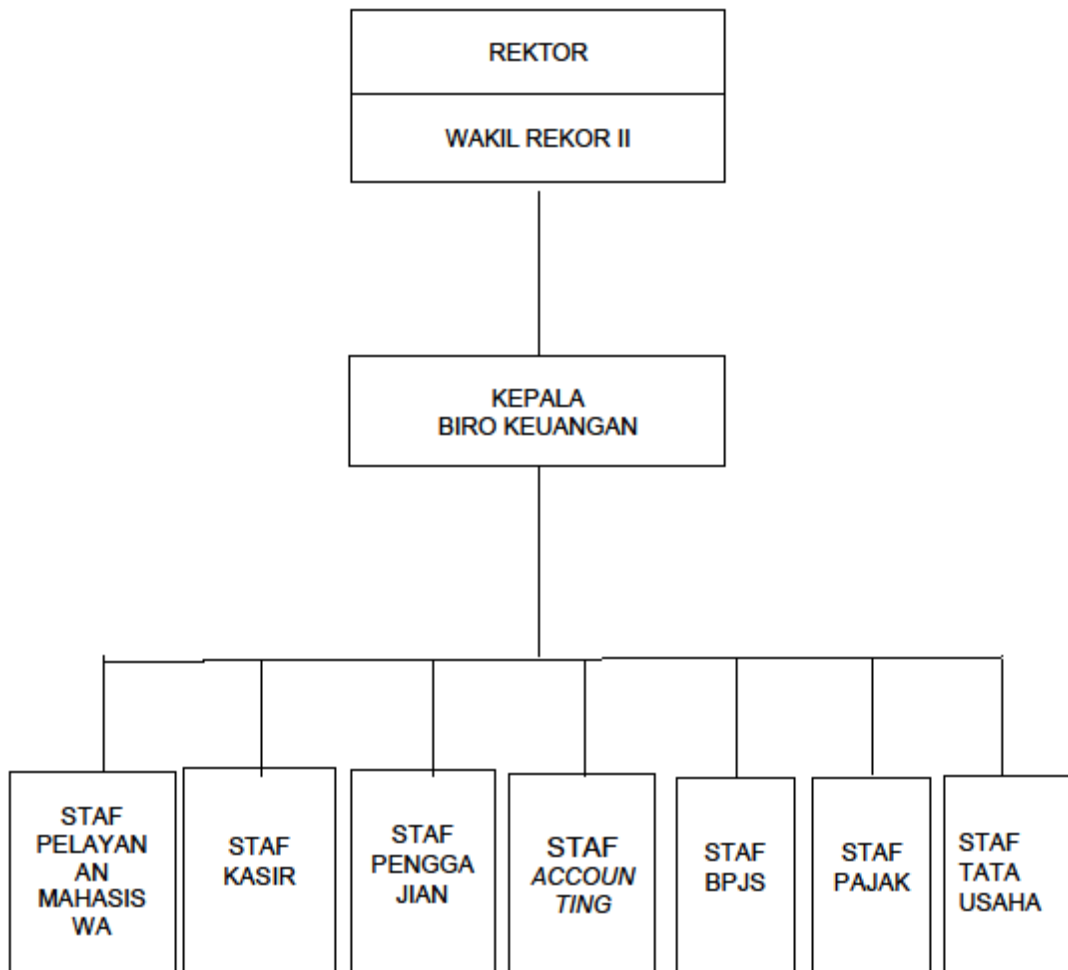 REKTOR
WAKIL REKOR II
KEPALA
BIRO KEUANGAN
STAF
PELAYAN
AN
MAHASIS
WA
STAF
KASIR
STAF
PENGGA
JIAN
STAF
ACCOUN
TING
STAF
BPJS
STAF
PAJAK
STAF
TATA
USAHA